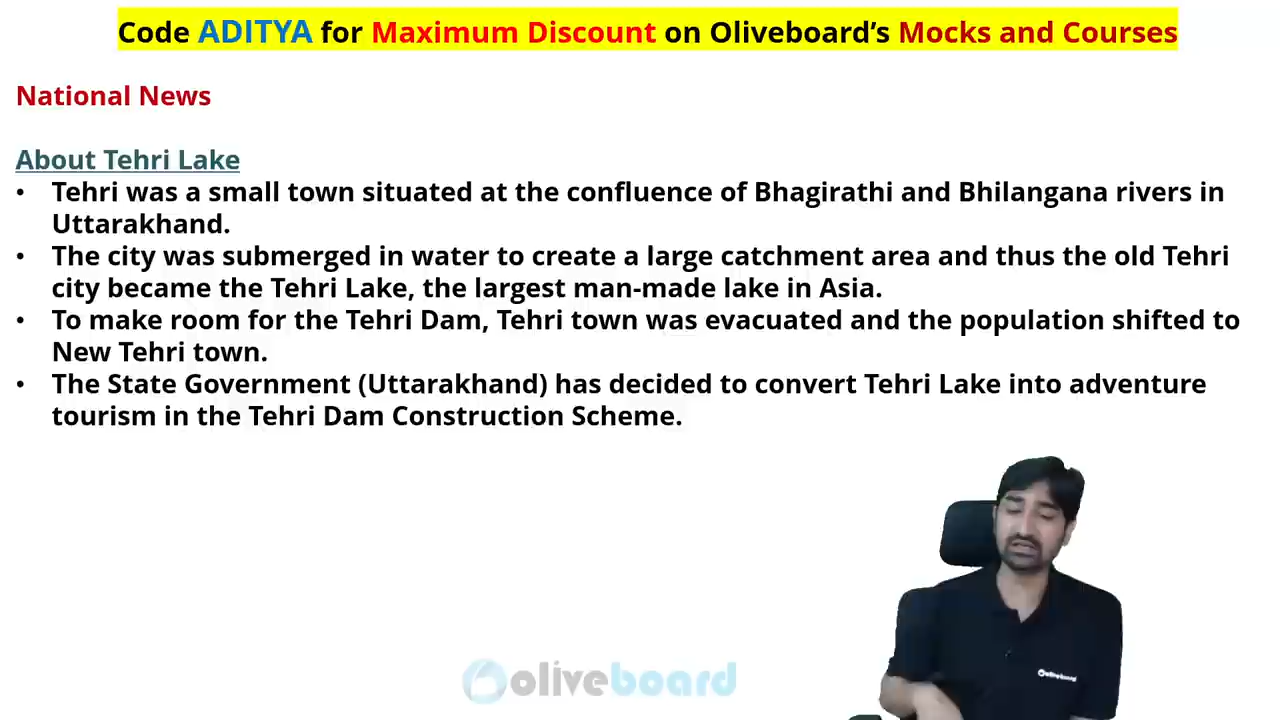 Code ADITYA for Maximum Discount on Oliveboard’s Mocks and Courses
National News
About Tehri Lake
• Tehri was a small town situated at the confluence of Bhagirathi and Bhilangana rivers in
Uttarakhand.
• The city was submerged in water to create a large catchment area and thus the old Tehri
city became the Tehri Lake, the largest man-made lake in Asia.
• To make room for the Tehri Dam, Tehri town was evacuated and the population shifted to
New Tehri town.
• The State Government (Uttarakhand) has decided to convert Tehri Lake into adventure
tourism in the Tehri Dam Construction Scheme.
oliveboard
oliveboard